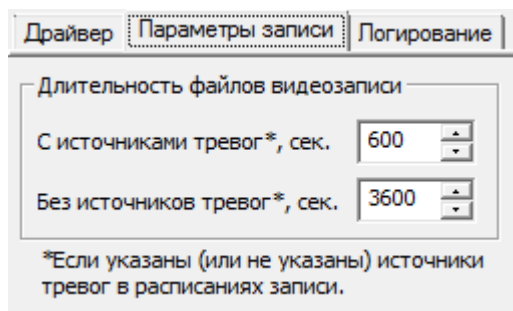 Драйвер Параметры записи Логирование
Длительность файлов видеозаписи
С источниками тревог*, сек. 600
Без источников тревог*, сек. 3600
*Если указаны (или не указаны) источники
тревог в расписаниях записи.